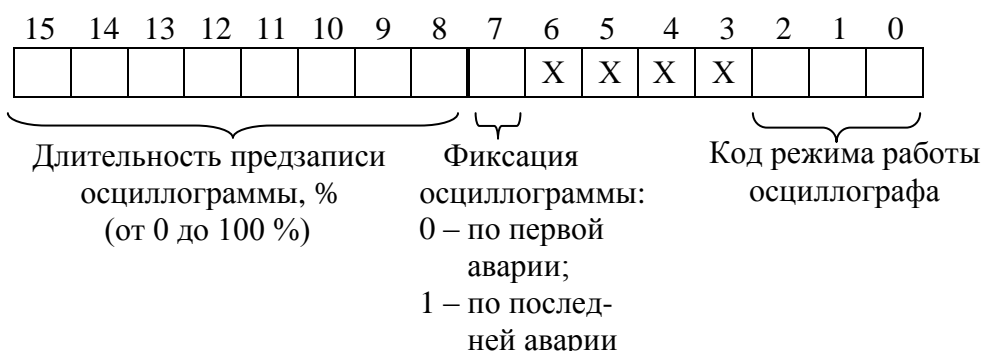 15 14 13 12 11 10 9 8 7 6 5 4 3 2 1 0
X X X X
Длительность предзаписи
осциллограммы, %
(от 0 до 100 %)
Фиксация
осциллограммы:
0 – по первой
аварии;
1 – по послед-
ней аварии
Код режима работы
осциллографа